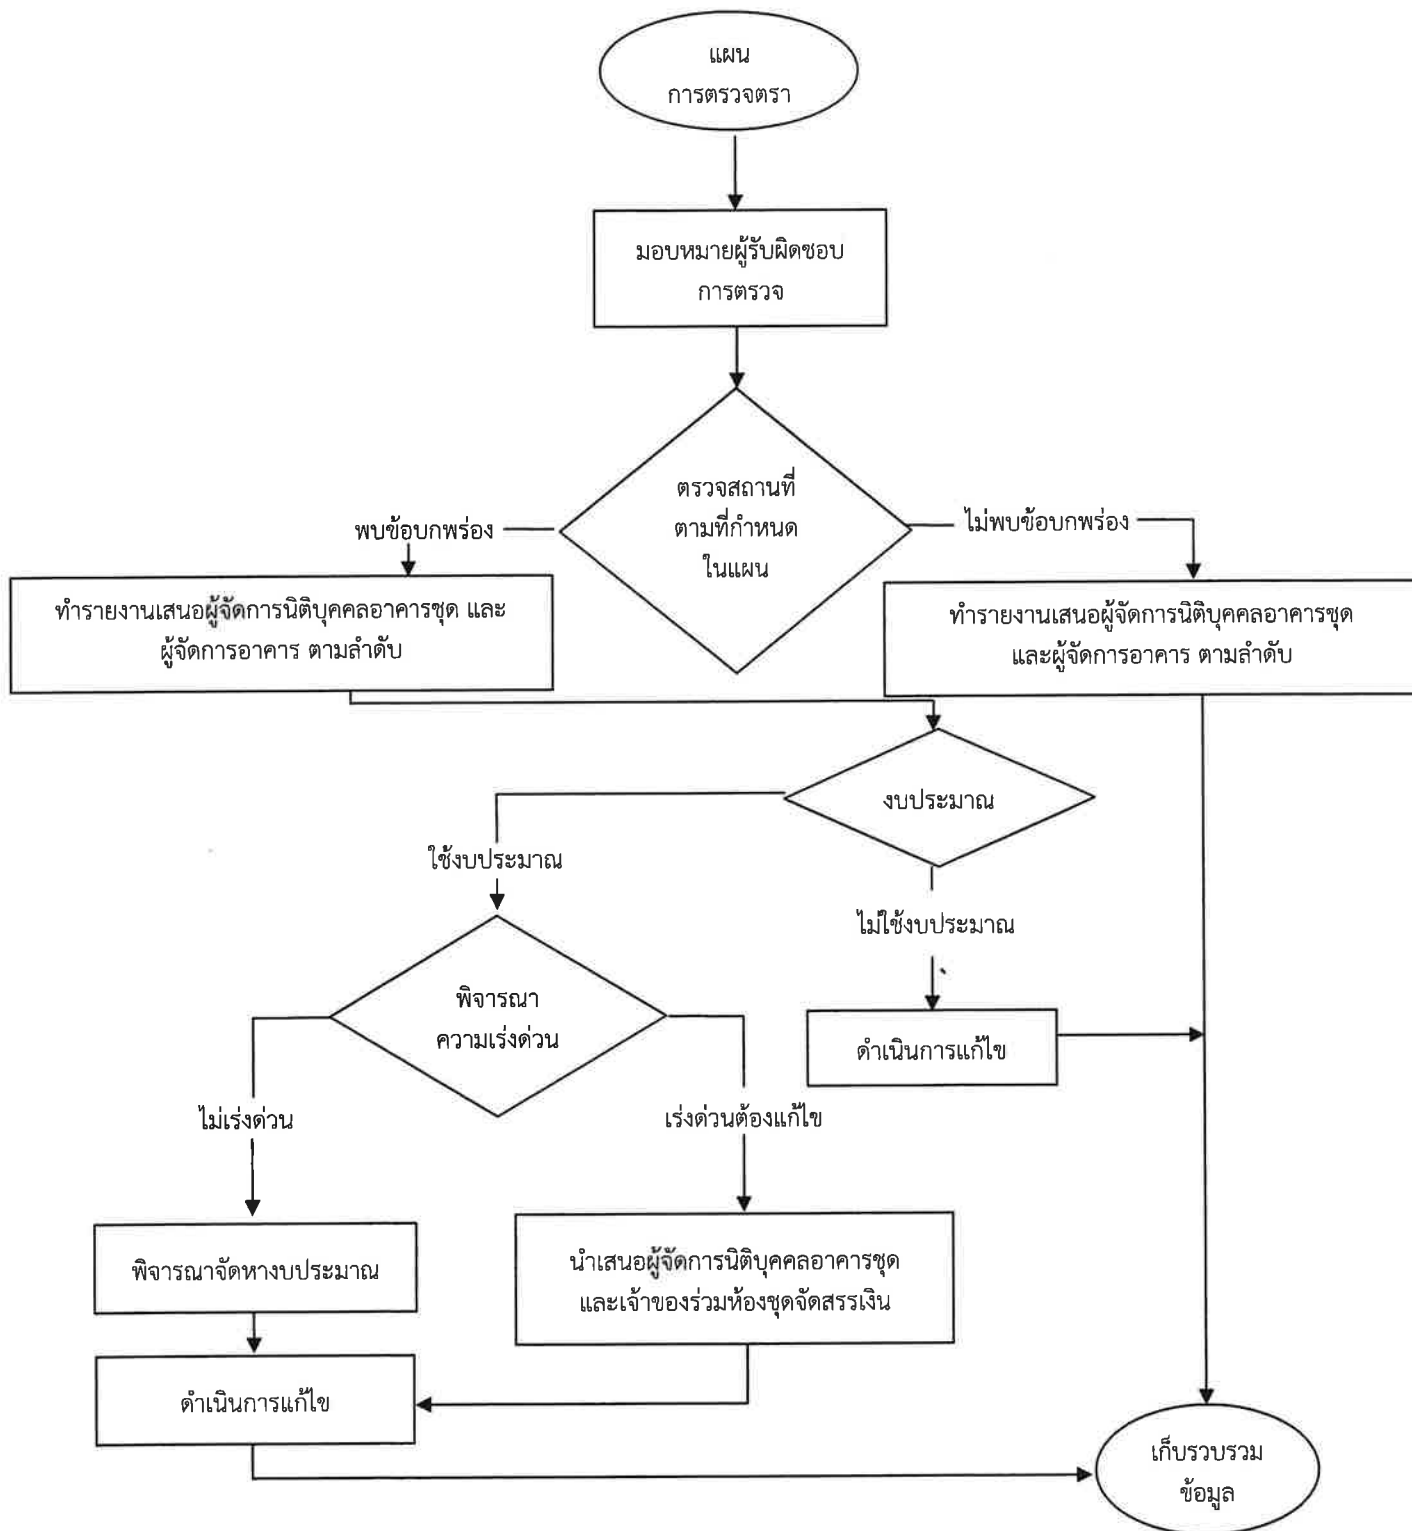 แผน
การตรวจตรา
มอบหมายผู้รับผิดชอบ
การตรวจ
ตรวจสถานที่
ตามที่กำหนด
ในแผน
พบข้อบกพร่อง
ไม่พบข้อบกพร่อง
ทำรายงานเสนอผู้จัดการนิติบุคคลอาคารชุด และ
ผู้จัดการอาคาร ตามลำดับ
ทำรายงานเสนอผู้จัดการนิติบุคคลอาคารชุด
และผู้จัดการอาคาร ตามลำดับ
งบประมาณ
ใช้งบประมาณ
ไม่ใช้งบประมาณ
พิจารณา
ความเร่งด่วน
ดำเนินการแก้ไข
ไม่เร่งด่วน
เร่งด่วนต้องแก้ไข
พิจารณาจัดหางบประมาณ
นำเสนอผู้จัดการนิติบุคคลอาคารชุด
และเจ้าของร่วมห้องชุดจัดสรรเงิน
ดำเนินการแก้ไข
เก็บรวบรวม
ข้อมูล